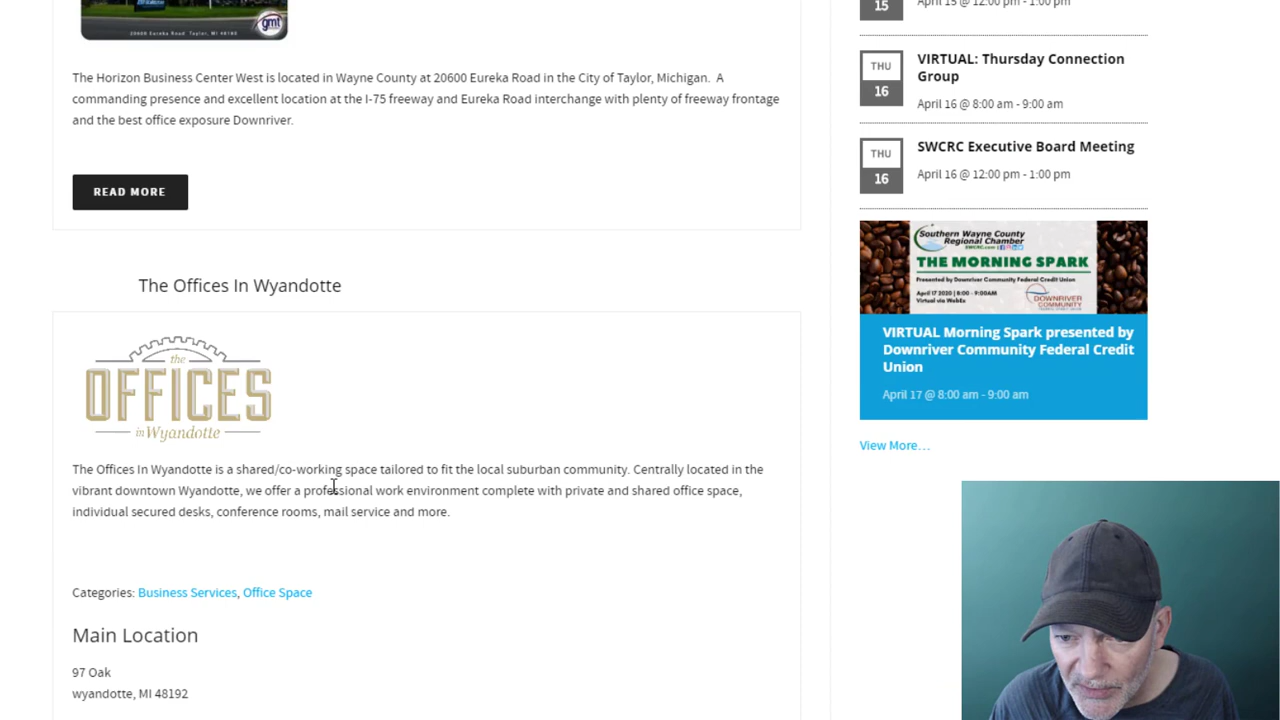 gmt
20600 Eureka Road Taylor, MI 48180
The Horizon Business Center West is located in Wayne County at 20600 Eureka Road in the City of Taylor, Michigan. A
commanding presence and excellent location at the I-75 freeway and Eureka Road interchange with plenty of freeway frontage
and the best office exposure Downriver.
READ MORE
The Offices In Wyandotte
the
OFFICES
in Wyandotte
The Offices In Wyandotte is a shared/co-working space tailored to fit the local suburban community. Centrally located in the
vibrant downtown Wyandotte, we offer a professional work environment complete with private and shared office space,
individual secured desks, conference rooms, mail service and more.
Categories: Business Services, Office Space
Main Location
97 Oak
wyandotte, MI 48192
15
April 15 @ 12:00 pm - 1:00 pm
THU
16
VIRTUAL: Thursday Connection
Group
April 16 @ 8:00 am - 9:00 am
THU
16
SWCRC Executive Board Meeting
April 16 @ 12:00 pm - 1:00 pm
Southern Wayne County
Regional Chamber
SWCRC.com
THE MORNING SPARK
Presented by Downriver Community Federal Credit Union
April 17 2020 | 8:00 - 9:00AM
Virtual via WebEx
DOWNRIVER
COMMUNITY
VIRTUAL Morning Spark presented by
Downriver Community Federal Credit
Union
April 17 @ 8:00 am - 9:00 am
View More…